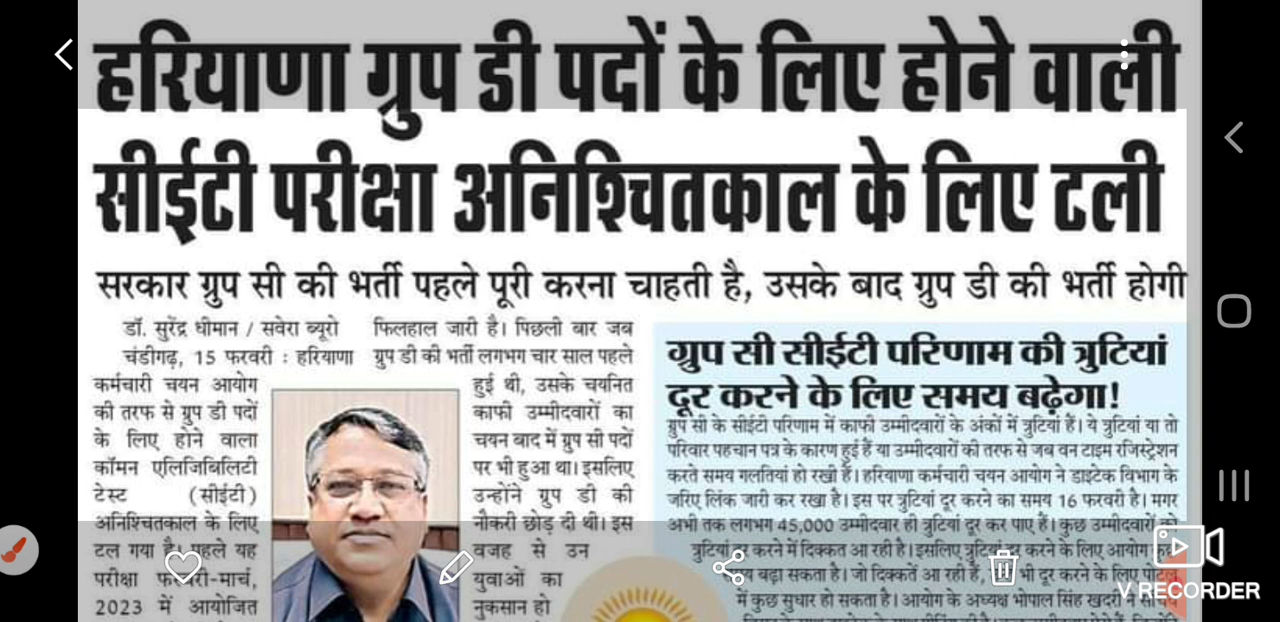 हरियाणा ग्रुप डी पदों के लिए होने वाली
सीईटी परीक्षा अनिश्चितकाल के लिए टली
सरकार ग्रुप सी की भर्ती पहले पूरी करना चाहती है, उसके बाद ग्रुप डी की भर्ती होगी
डॉ. सुरेंद्र धीमान / सवेरा ब्यूरो
चंडीगढ़, 15 फरवरी : हरियाणा
कर्मचारी चयन आयोग
की तरफ से ग्रुप डी पदों
के लिए होने वाला
कॉमन एलिजिबिलिटी
टेस्ट (सीईटी)
अनिश्चितकाल के लिए
टल गया है। पहले यह
परीक्षा फरवरी-मार्च,
2023 में आयोजित
फिलहाल जारी है। पिछली बार जब
ग्रुप डी की भर्ती लगभग चार साल पहले
हुई थी, उसके चयनित
काफी उम्मीदवारों का
चयन बाद में ग्रुप सी पदों
पर भी हुआ था। इसलिए
उन्होंने ग्रुप डी की
नौकरी छोड़ दी थी। इस
वजह से उन
युवाओं का
नुकसान हो
ग्रुप सी सीईटी परिणाम की त्रुटियां
दूर करने के लिए समय बढ़ेगा!
ग्रुप सी के सीईटी परिणाम में काफी उम्मीदवारों के अंकों में त्रुटियां हैं। ये त्रुटियां या तो
परिवार पहचान पत्र के कारण हुई हैं या उम्मीदवारों की तरफ से जब वन टाइम रजिस्ट्रेशन
करते समय गलतियां हो रखी हैं। हरियाणा कर्मचारी चयन आयोग ने डाइटेक विभाग के
जरिए लिंक जारी कर रखा है। इस पर त्रुटियां दूर करने का समय 16 फरवरी है। मगर
अभी तक लगभग 45,000 उम्मीदवार ही त्रुटियां दूर कर पाए हैं। कुछ उम्मीदवारों को
त्रुटियां दूर करने में दिक्कत आ रही है। इसलिए त्रुटियां दूर करने के लिए आयोग कुछ
समय बढ़ा सकता है। जो दिक्कतें आ रही हैं, भी दूर करने के लिए पोर्टल
में कुछ सुधार हो सकता है। आयोग के अध्यक्ष भोपाल सिंह खदरी ने
V RECORDER